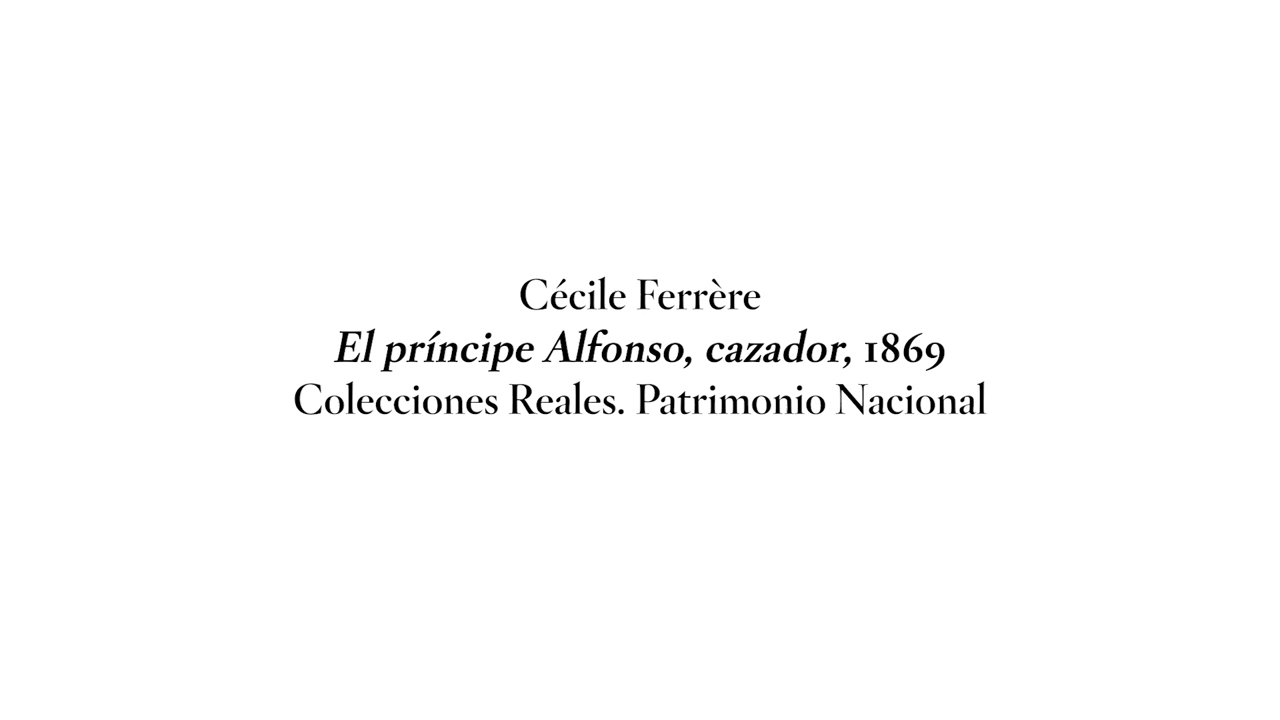 Cécile Ferrère
El príncipe Alfonso, cazador, 1869
Colecciones Reales. Patrimonio Nacional